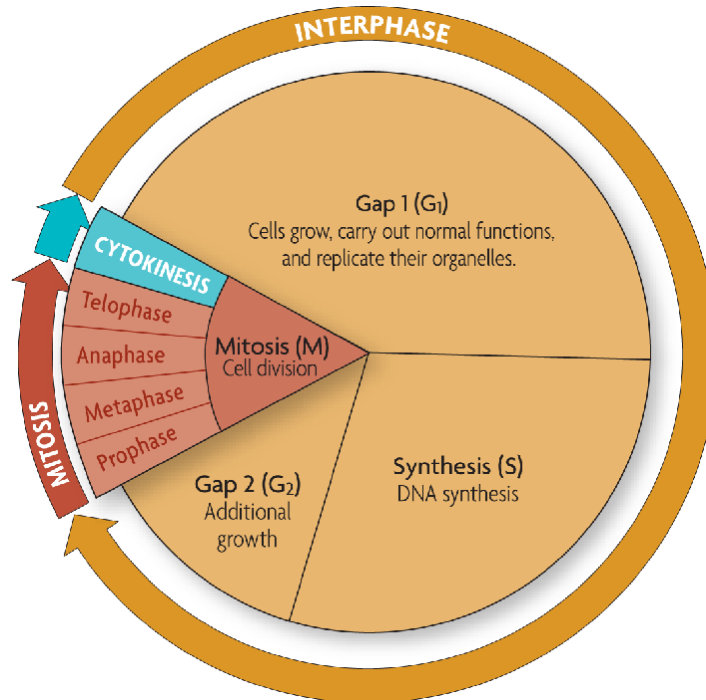 INTERPHASE
Gap 1 (G₁)
Cells grow, carry out normal functions,
and replicate their organelles.
CYTOKINESIS
Telophase
Anaphase
Metaphase
Prophase
Mitosis (M)
Cell division
MITOSIS
Gap 2 (G₂)
Additional
growth
Synthesis (S)
DNA synthesis